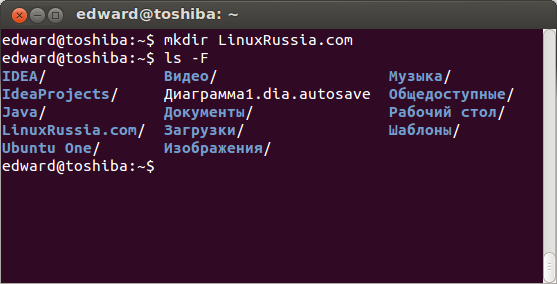 edward@toshiba: ~
edward@toshiba:~$ mkdir LinuxRussia.com
edward@toshiba:~$ ls -F
IDEA/ Видео/ Музыка/
IdeaProjects/ Диаграмма1.dia.autosave Общедоступные/
Java/ Документы/ Рабочий стол/
LinuxRussia.com/ Загрузки/ Шаблоны/
Ubuntu One/ Изображения/
edward@toshiba:~$